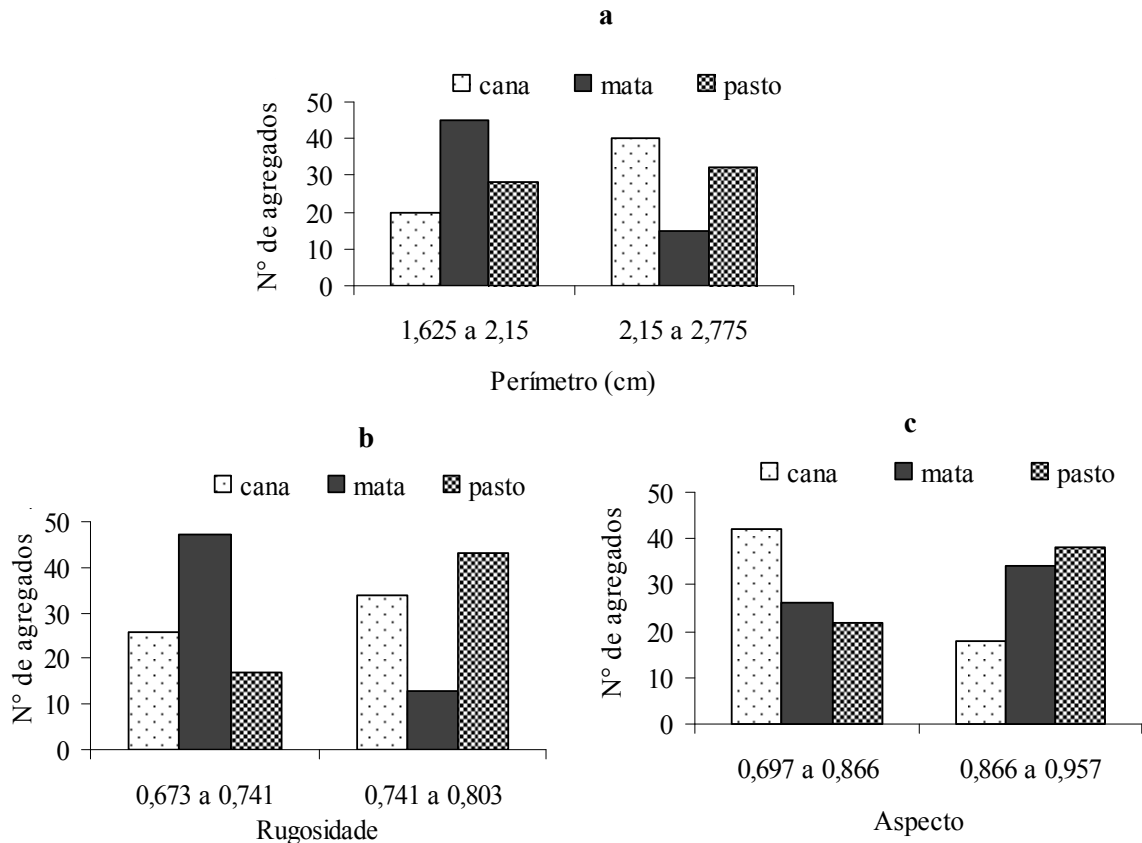 a
cana mata pasto
N° de agregados
50
40
30
20
10
0
1,625 a 2,15 2,15 a 2,775
Perímetro (cm)
b
cana mata pasto
N° de agregados
50
40
30
20
10
0
0,673 a 0,741 0,741 a 0,803
Rugosidade
c
cana mata pasto
N° de agregados
50
40
30
20
10
0
0,697 a 0,866 0,866 a 0,957
Aspecto